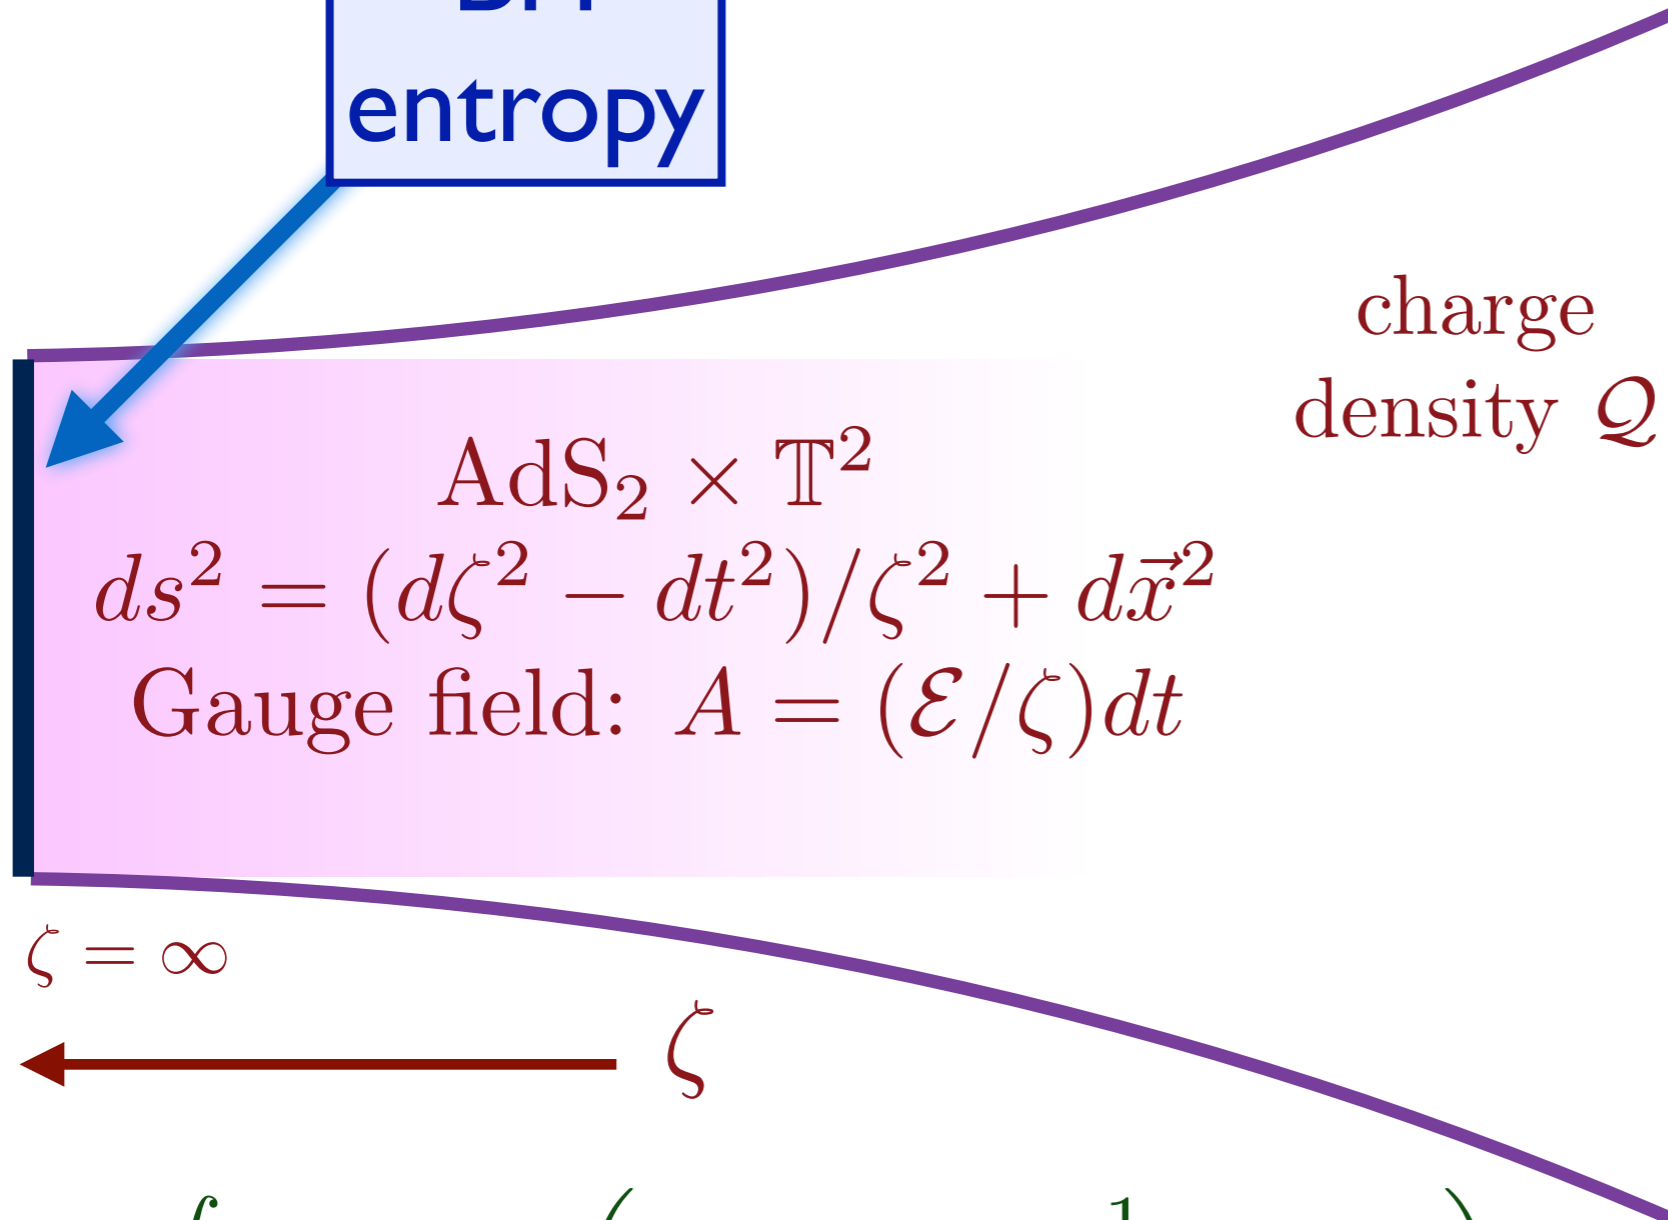 entropy
charge
density 𝒬
AdS₂ × 𝕋²
ds² = (dζ² − dt²)/ζ² + dx⃗²
Gauge field: A = (ℰ/ζ)dt
ζ = ∞
ζ